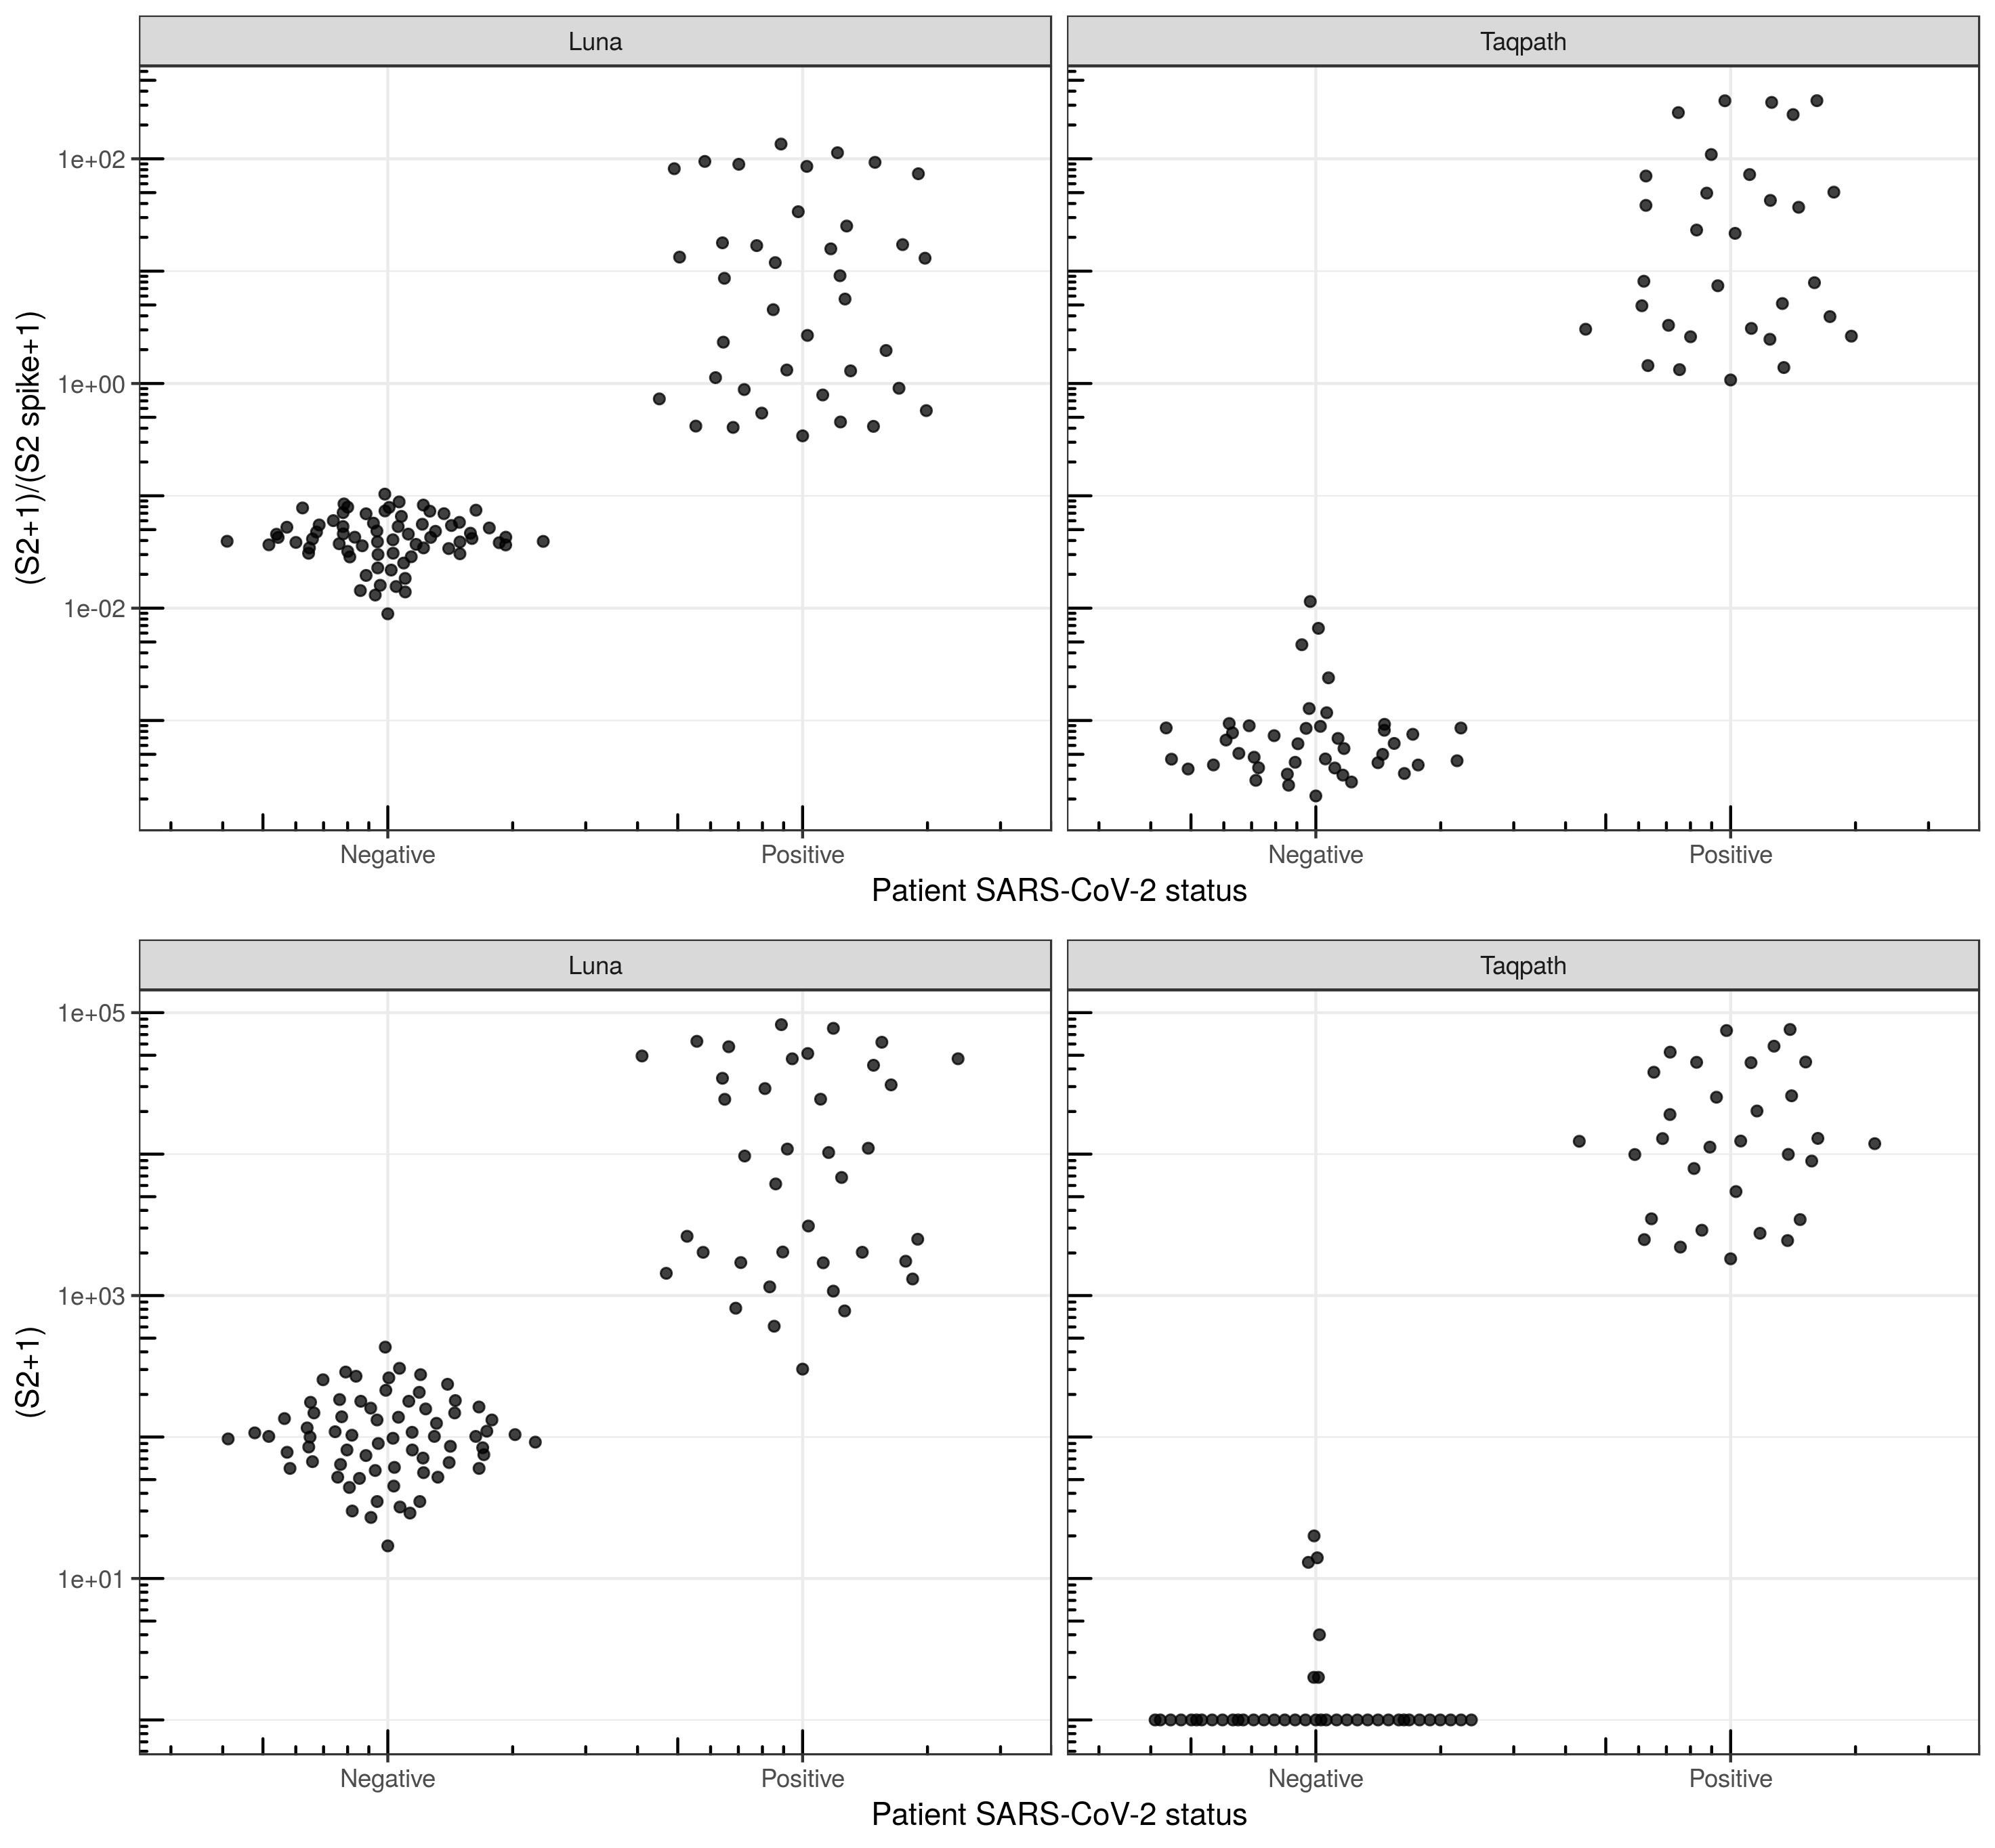 Luna
Taqpath
(S2+1)/(S2 spike+1)
1e+02
1e+00
1e-02
Negative
Positive
Negative
Positive
Patient SARS-CoV-2 status
Luna
Taqpath
(S2+1)
1e+05
1e+03
1e+01
Negative
Positive
Negative
Positive
Patient SARS-CoV-2 status